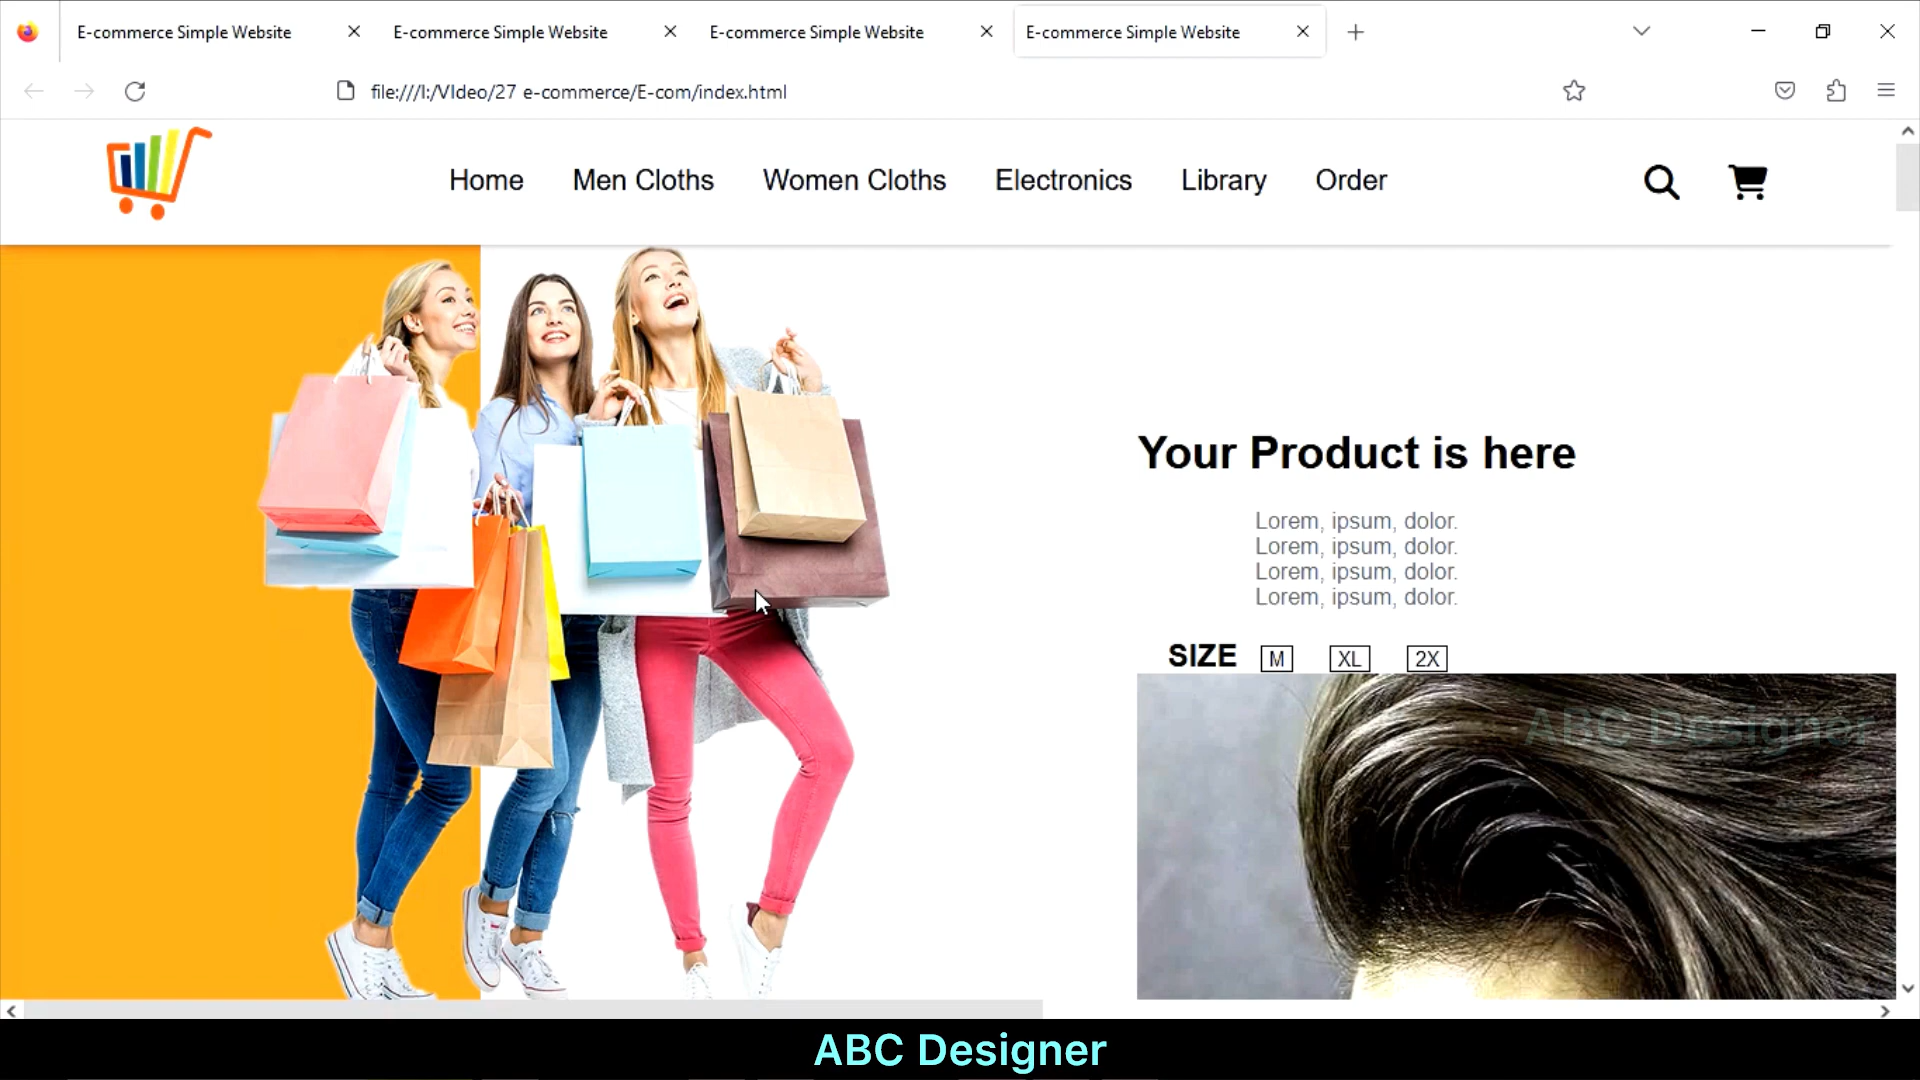 E-commerce Simple Website
E-commerce Simple Website
E-commerce Simple Website
E-commerce Simple Website
file:///I:/VIdeo/27 e-commerce/E-com/index.html
Home
Men Cloths
Women Cloths
Electronics
Library
Order
Your Product is here
Lorem, ipsum, dolor.
Lorem, ipsum, dolor.
Lorem, ipsum, dolor.
Lorem, ipsum, dolor.
SIZE M XL 2X
ABC Designer
ABC Designer